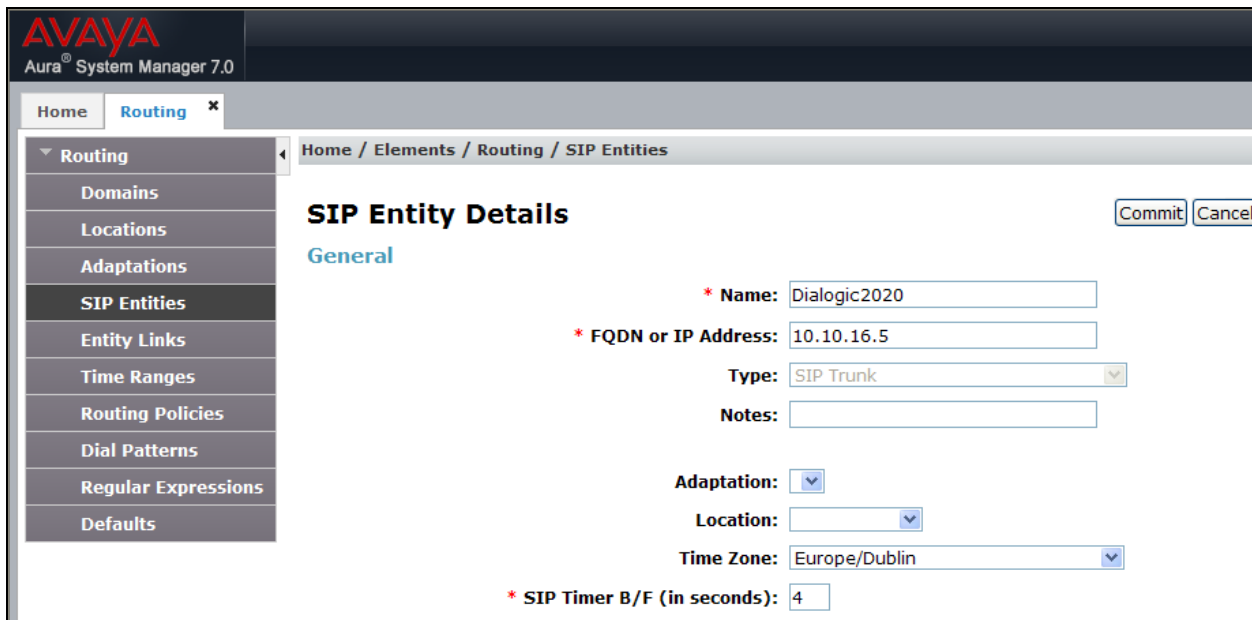 AVAYA
Aura® System Manager 7.0
Home
Routing ×
Routing
Domains
Locations
Adaptations
SIP Entities
Entity Links
Time Ranges
Routing Policies
Dial Patterns
Regular Expressions
Defaults
Home / Elements / Routing / SIP Entities
SIP Entity Details
Commit Cancel
General
* Name: Dialogic2020
* FQDN or IP Address: 10.10.16.5
Type: SIP Trunk
Notes:
Adaptation:
Location:
Time Zone: Europe/Dublin
* SIP Timer B/F (in seconds): 4